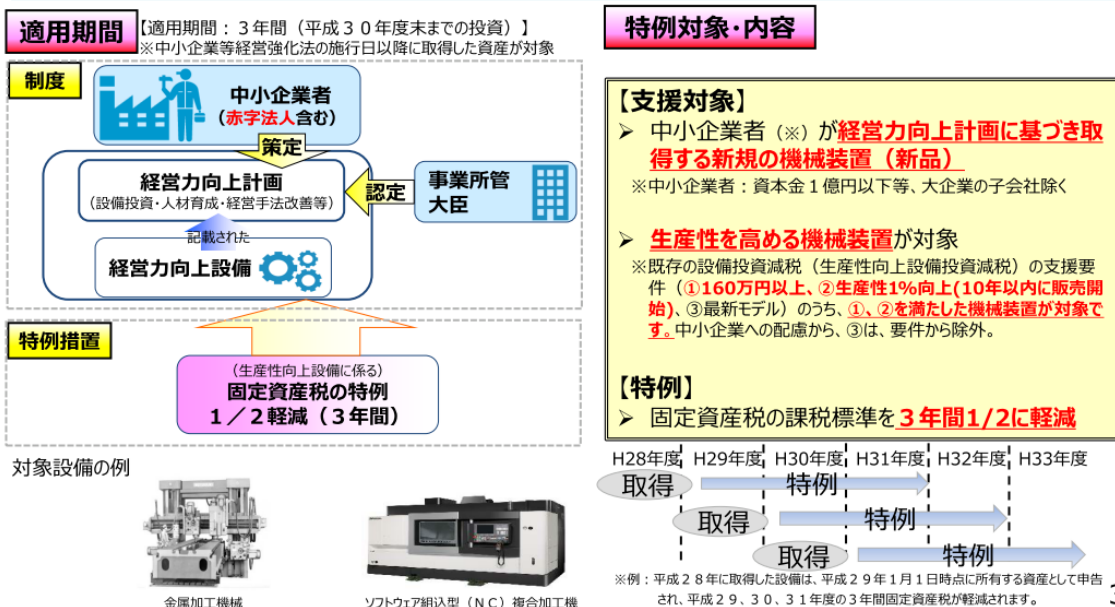 適用期間
【適用期間：３年間（平成３０年度末までの投資）】
※中小企業等経営強化法の施行日以降に取得した資産が対象
制度
中小企業者
（赤字法人含む）
策定
経営力向上計画
（設備投資・人材育成・経営手法改善等）
認定
事業所管
大臣
記載された
経営力向上設備
特例措置
（生産性向上設備に係る）
固定資産税の特例
１／２軽減（３年間）
対象設備の例
金属加工機械
ソフトウェア組込型（ＮＣ）複合加工機
特例対象・内容
【支援対象】
➢ 中小企業者（※）が経営力向上計画に基づき取
得する新規の機械装置（新品）
※中小企業者：資本金１億円以下等、大企業の子会社除く
➢ 生産性を高める機械装置が対象
※既存の設備投資減税（生産性向上設備投資減税）の支援要
件（①160万円以上、②生産性1%向上(10年以内に販売開
始)、③最新モデル）のうち、①、②を満たした機械装置が対象で
す。中小企業への配慮から、③は、要件から除外。
【特例】
➢ 固定資産税の課税標準を３年間1/2に軽減
H28年度 H29年度 H30年度 H31年度 H32年度 H33年度
取得 特例
取得 特例
取得 特例
※例：平成２８年に取得した設備は、平成２９年１月１日時点に所有する資産として申告
され、平成２９、３０、３１年度の３年間固定資産税が軽減されます。